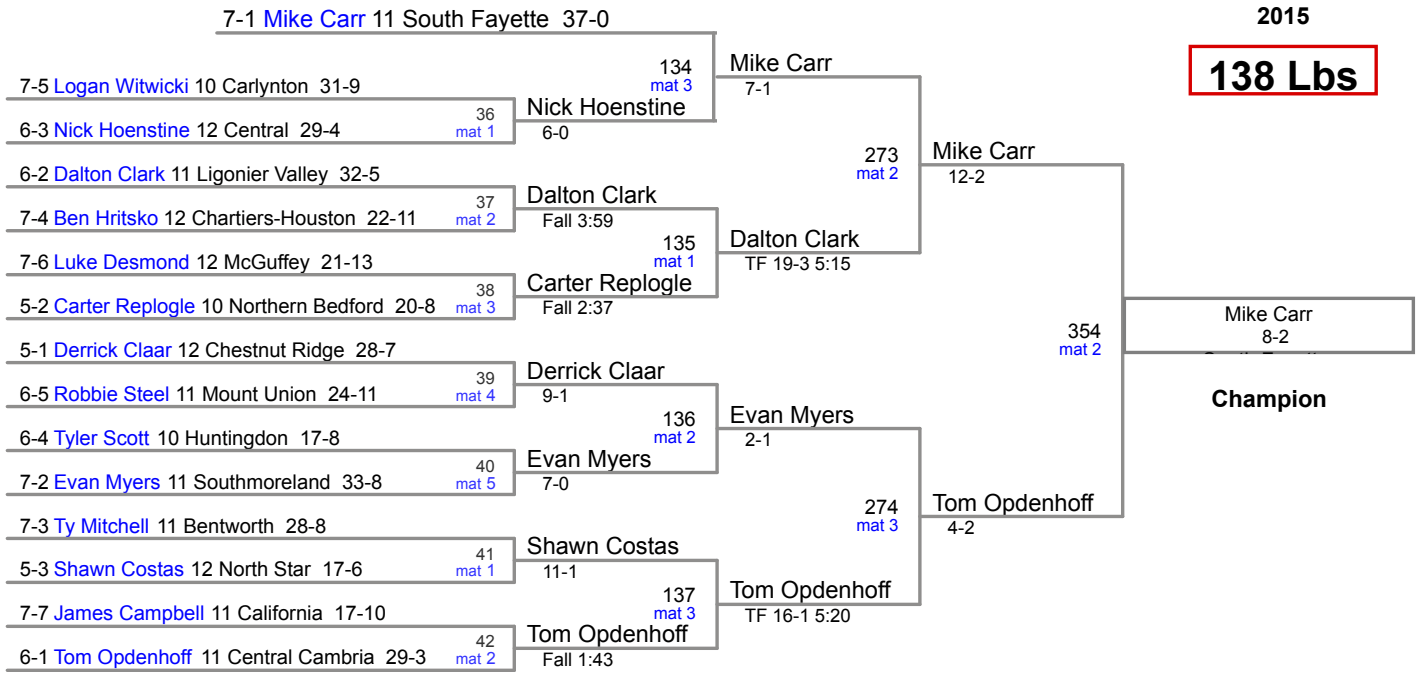 7-1 Mike Carr 11 South Fayette 37-0
2015
138 Lbs
134
mat 3
Mike Carr
7-1
7-5 Logan Witwicki 10 Carlynton 31-9
36
mat 1
Nick Hoenstine
6-0
6-3 Nick Hoenstine 12 Central 29-4
273
mat 2
Mike Carr
12-2
6-2 Dalton Clark 11 Ligonier Valley 32-5
37
mat 2
Dalton Clark
Fall 3:59
7-4 Ben Hritsko 12 Chartiers-Houston 22-11
135
mat 1
Dalton Clark
TF 19-3 5:15
7-6 Luke Desmond 12 McGuffey 21-13
38
mat 3
Carter Replogle
Fall 2:37
5-2 Carter Replogle 10 Northern Bedford 20-8
354
mat 2
Mike Carr
8-2
Champion
5-1 Derrick Claar 12 Chestnut Ridge 28-7
39
mat 4
Derrick Claar
9-1
6-5 Robbie Steel 11 Mount Union 24-11
136
mat 2
Evan Myers
2-1
6-4 Tyler Scott 10 Huntingdon 17-8
40
mat 5
Evan Myers
7-0
7-2 Evan Myers 11 Southmoreland 33-8
274
mat 3
Tom Opdenhoff
4-2
7-3 Ty Mitchell 11 Bentworth 28-8
41
mat 1
Shawn Costas
11-1
5-3 Shawn Costas 12 North Star 17-6
137
mat 3
Tom Opdenhoff
TF 16-1 5:20
7-7 James Campbell 11 California 17-10
42
mat 2
Tom Opdenhoff
Fall 1:43
6-1 Tom Opdenhoff 11 Central Cambria 29-3